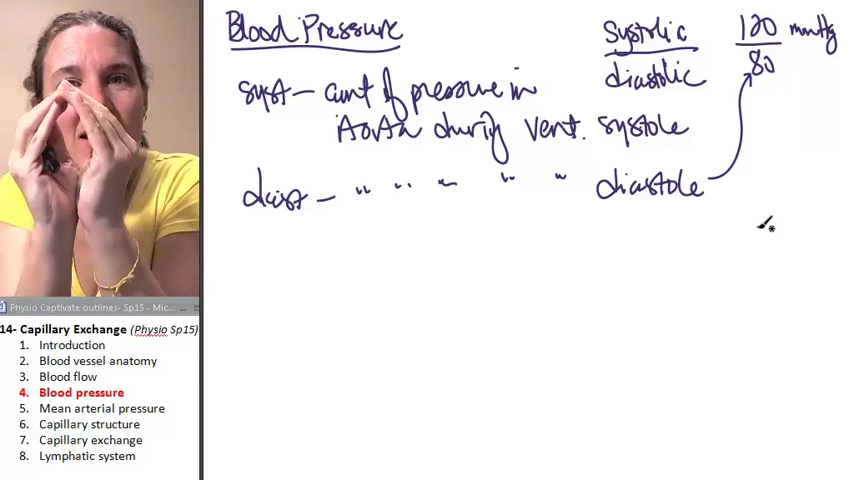 Blood Pressure
Systolic
diastolic
120
80
mmHg
syst – amt of pressure in
Aorta during vent. systole
diast – " " " " " diastole
Physio Captivate outlines- Sp15 - Mic...
14- Capillary Exchange (Physio Sp15)
1. Introduction
2. Blood vessel anatomy
3. Blood flow
4. Blood pressure
5. Mean arterial pressure
6. Capillary structure
7. Capillary exchange
8. Lymphatic system